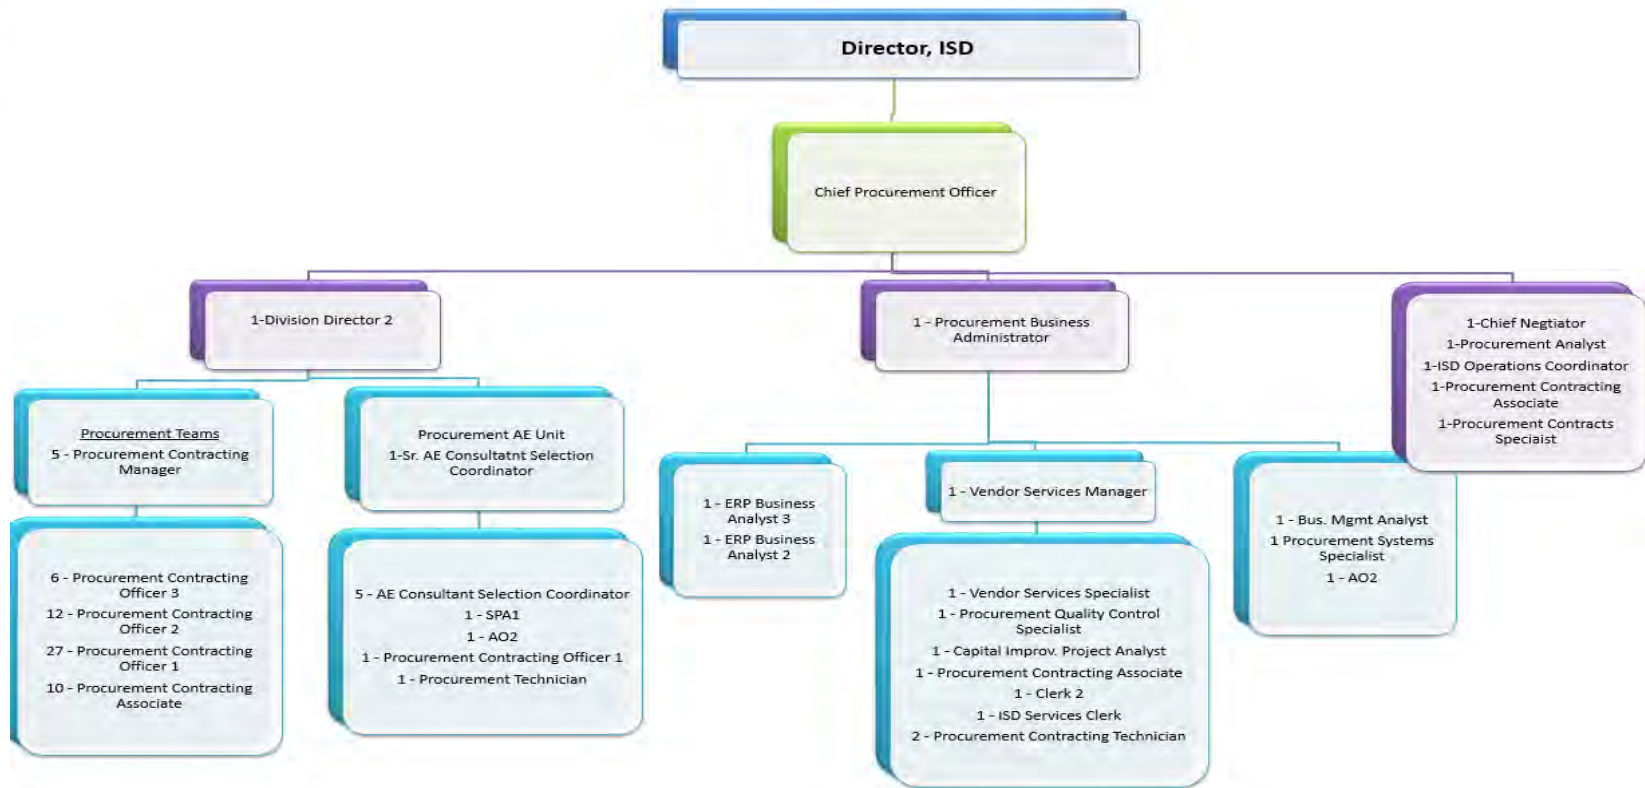 Director, ISD
Chief Procurement Officer
1-Division Director 2
1 - Procurement Business
Administrator
1-Chief Negtiator
1-Procurement Analyst
1-ISD Operations Coordinator
1-Procurement Contracting
Associate
1-Procurement Contracts
Speciaist
Procurement Teams
5 - Procurement Contracting
Manager
Procurement AE Unit
1-Sr. AE Consultatnt Selection
Coordinator
1 - ERP Business
Analyst 3
1 - ERP Business
Analyst 2
1 - Vendor Services Manager
1 - Bus. Mgmt Analyst
1 Procurement Systems
Specialist
1 - AO2
6 - Procurement Contracting
Officer 3
12 - Procurement Contracting
Officer 2
27 - Procurement Contracting
Officer 1
10 - Procurement Contracting
Associate
5 - AE Consultant Selection Coordinator
1 - SPA1
1 - AO2
1 - Procurement Contracting Officer 1
1 - Procurement Technician
1 - Vendor Services Specialist
1 - Procurement Quality Control
Specialist
1 - Capital Improv. Project Analyst
1 - Procurement Contracting Associate
1 - Clerk 2
1 - ISD Services Clerk
2 - Procurement Contracting Technician